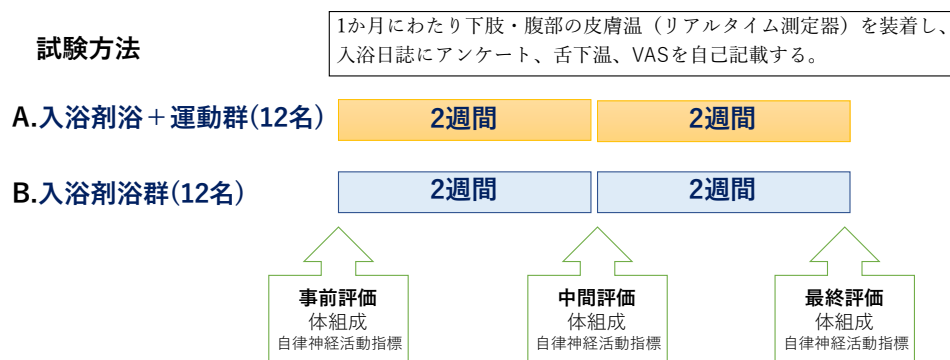 試験方法
1か月にわたり下肢・腹部の皮膚温（リアルタイム測定器）を装着し、
入浴日誌にアンケート、舌下温、VASを自己記載する。
A.入浴剤浴＋運動群(12名)
2週間
2週間
B.入浴剤浴群(12名)
2週間
2週間
事前評価
体組成
自律神経活動指標
中間評価
体組成
自律神経活動指標
最終評価
体組成
自律神経活動指標